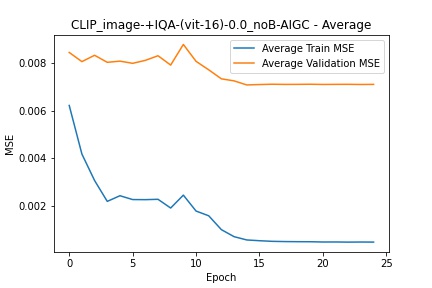 CLIP_image-+IQA-(vit-16)-0.0_noB-AIGC - Average
Average Train MSE
Average Validation MSE
0.008
0.006
0.004
0.002
MSE
0 5 10 15 20 25
Epoch